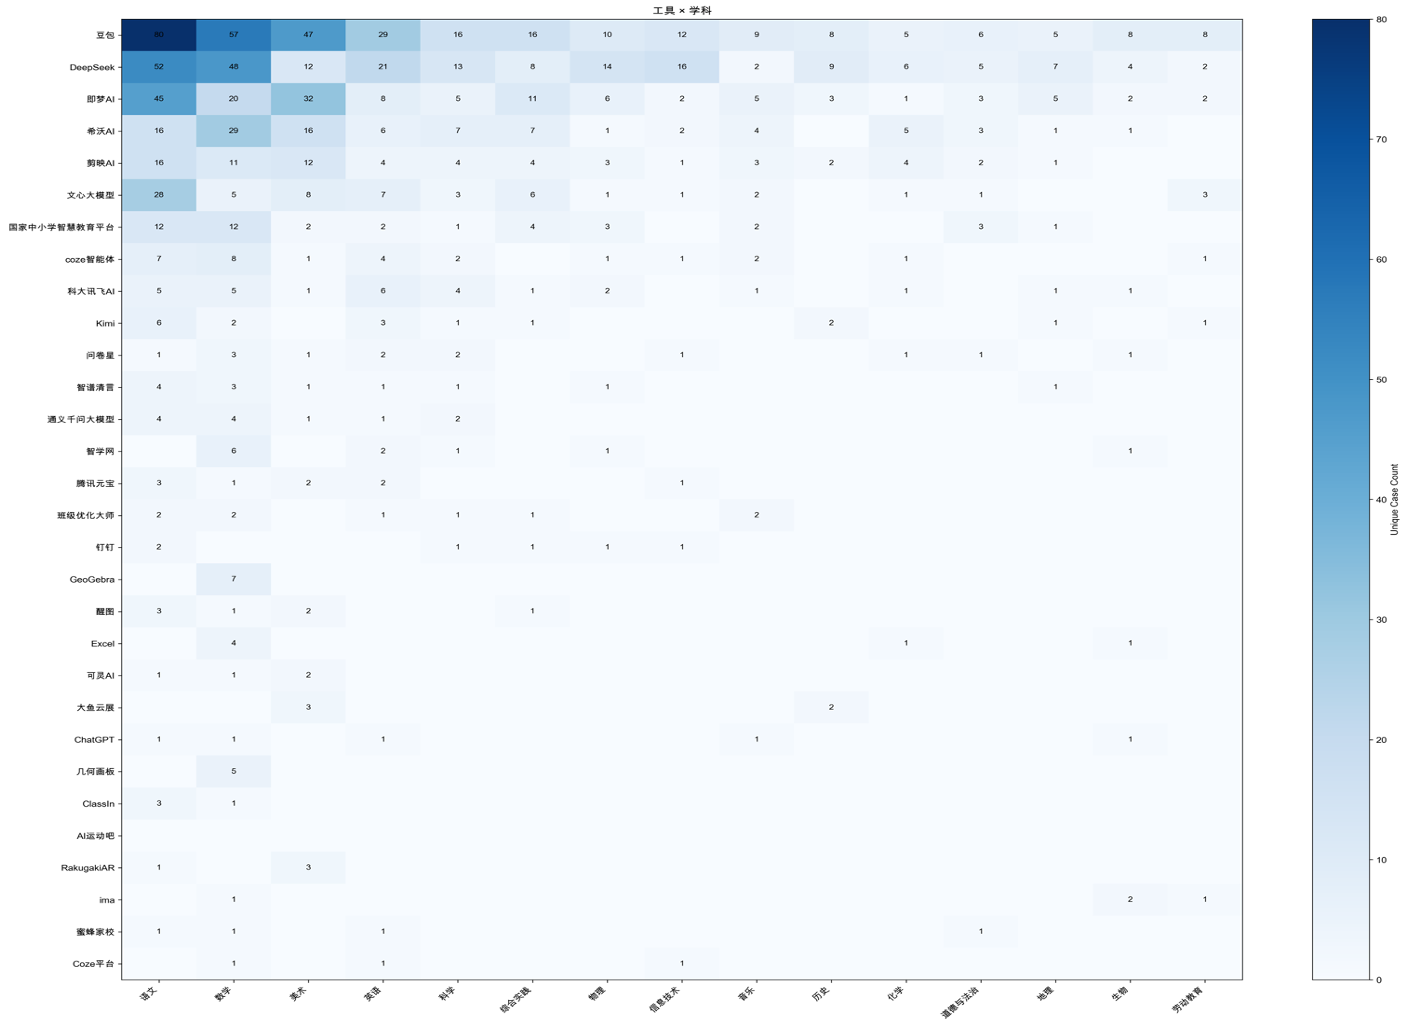 工具 × 学科
豆包 80 57 47 29 16 16 10 12 9 8 5 6 5 8 8
DeepSeek 52 48 12 21 13 8 14 16 2 9 6 5 7 4 2
即梦AI 45 20 32 8 5 11 6 2 5 3 1 3 5 2 2
希沃AI 16 29 16 6 7 7 1 2 4 5 3 1 1
剪映AI 16 11 12 4 4 4 3 1 3 2 4 2 1
文心大模型 28 5 8 7 3 6 1 1 2 1 1 3
国家中小学智慧教育平台 12 12 2 2 1 4 3 2 3 1
coze智能体 7 8 1 4 2 1 1 2 1 1
科大讯飞AI 5 5 1 6 4 1 2 1 1 1 1
Kimi 6 2 3 1 1 2 1 1
问卷星 1 3 1 2 2 1 1 1 1
智谱清言 4 3 1 1 1 1 1
通义千问大模型 4 4 1 1 2
智学网 6 2 1 1 1
腾讯元宝 3 1 2 2 1
班级优化大师 2 2 1 1 1 2
钉钉 2 1 1 1 1
GeoGebra 7
醒图 3 1 2 1
Excel 4 1 1
可灵AI 1 1 2
大鱼云展 3 2
ChatGPT 1 1 1 1 1
几何画板 5
ClassIn 3 1
AI运动吧
RakugakiAR 1 3
ima 1 2 1
蜜蜂家校 1 1 1 1
Coze平台 1 1 1
语文 数学 美术 英语 科学 综合实践 物理 信息技术 音乐 历史 化学 道德与法治 地理 生物 劳动教育
80
70
60
50
40
30
20
10
0
Unique Case Count